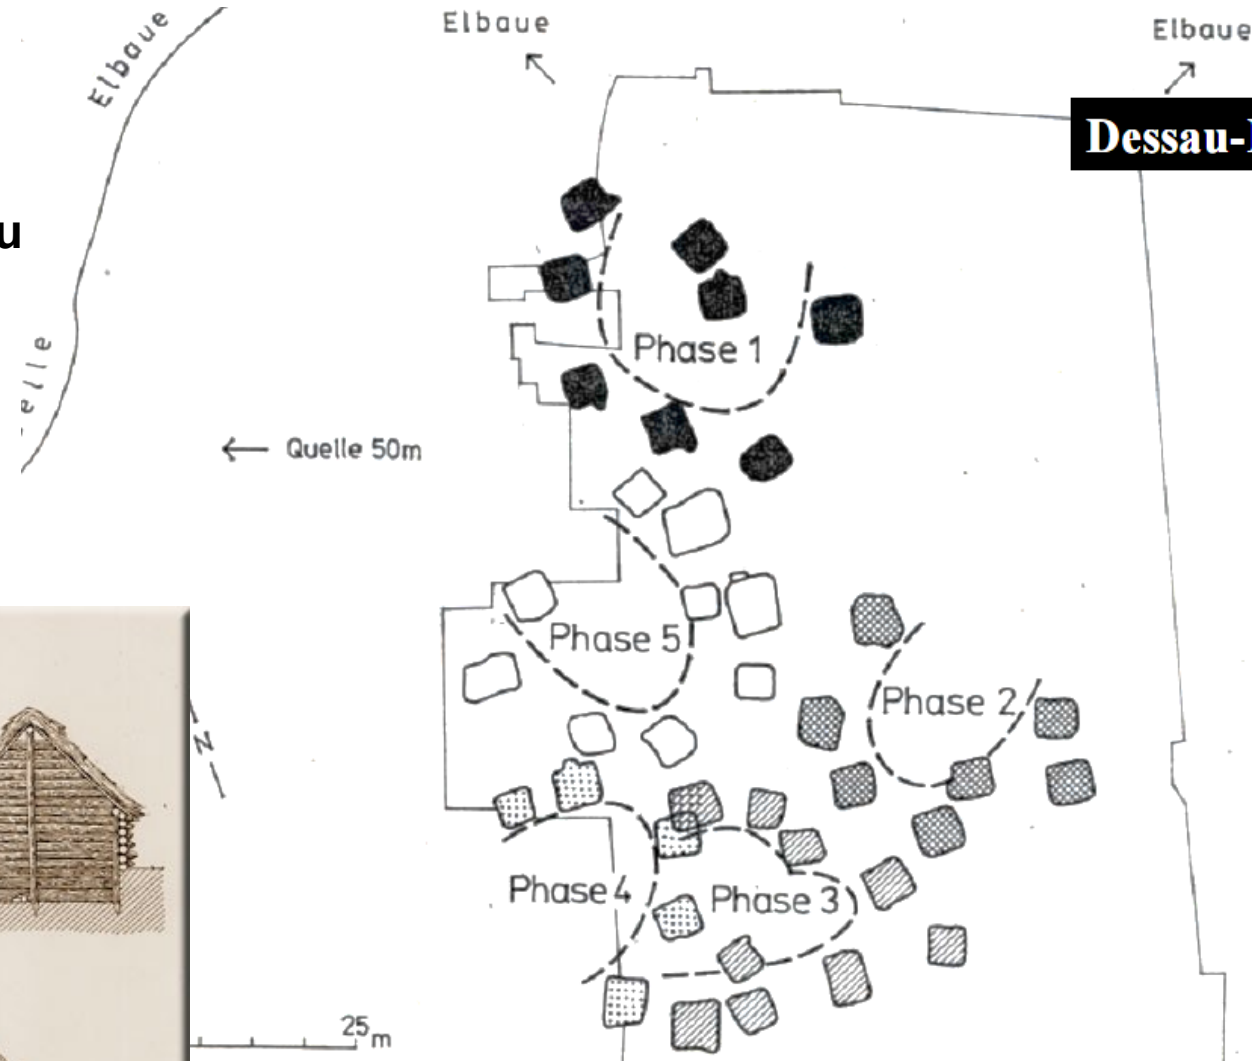 Elbaue
Elbaue
Elbaue
Dessau-
u
Phase 1
elle
Quelle 50m
Phase 5
Phase 2
N
Phase 4
Phase 3
25m